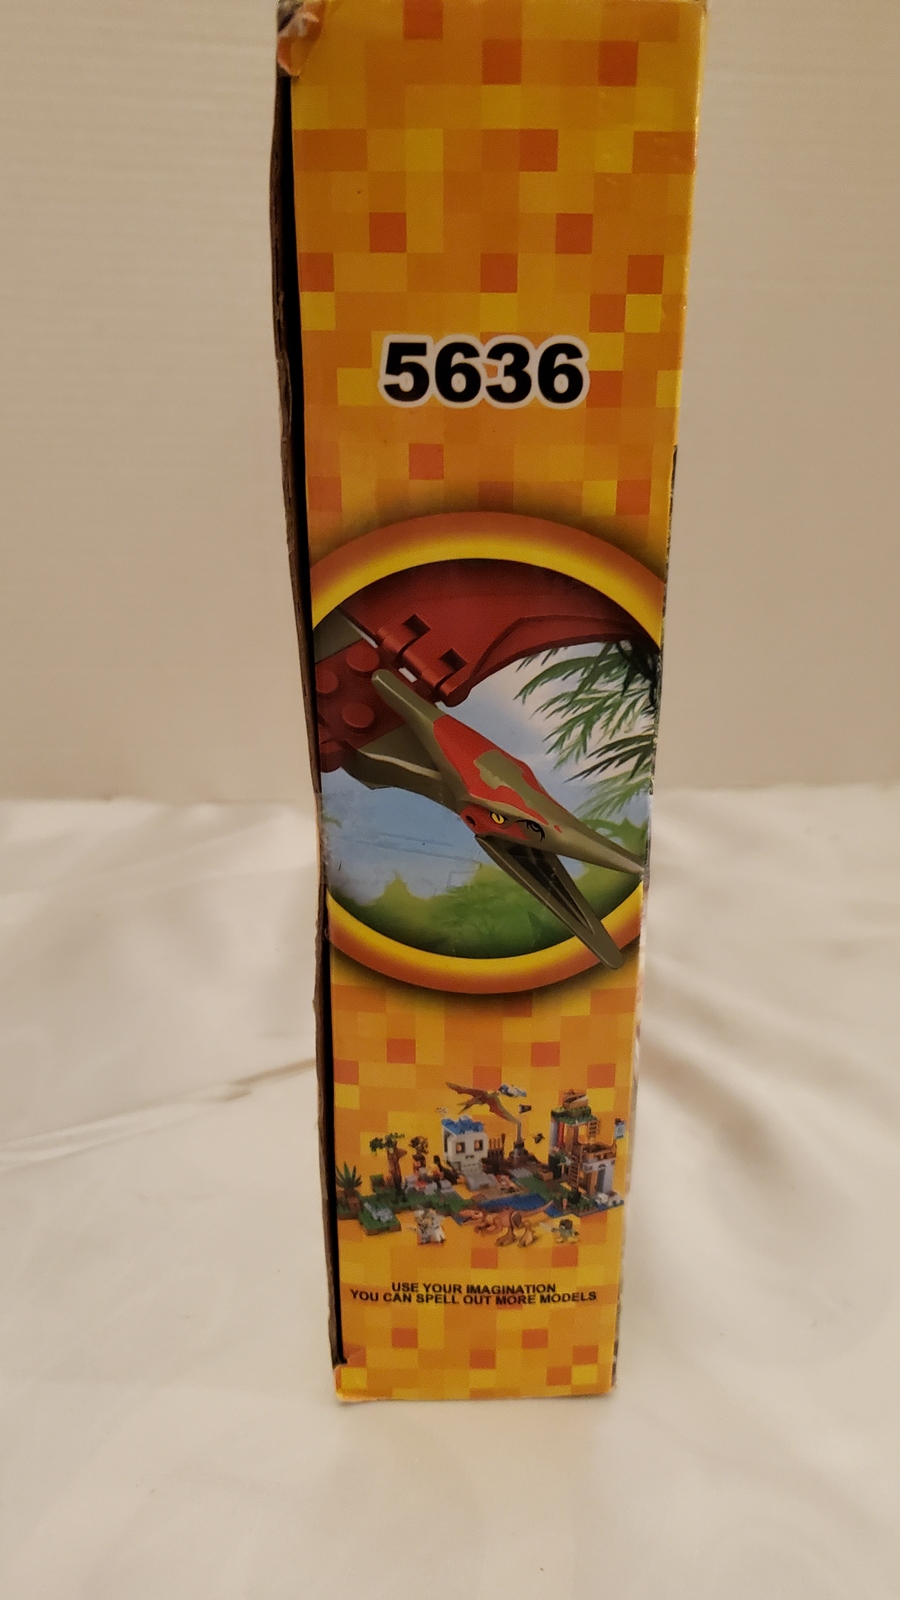 5636
USE YOUR IMAGINATION
YOU CAN SPELL OUT MORE MODELS